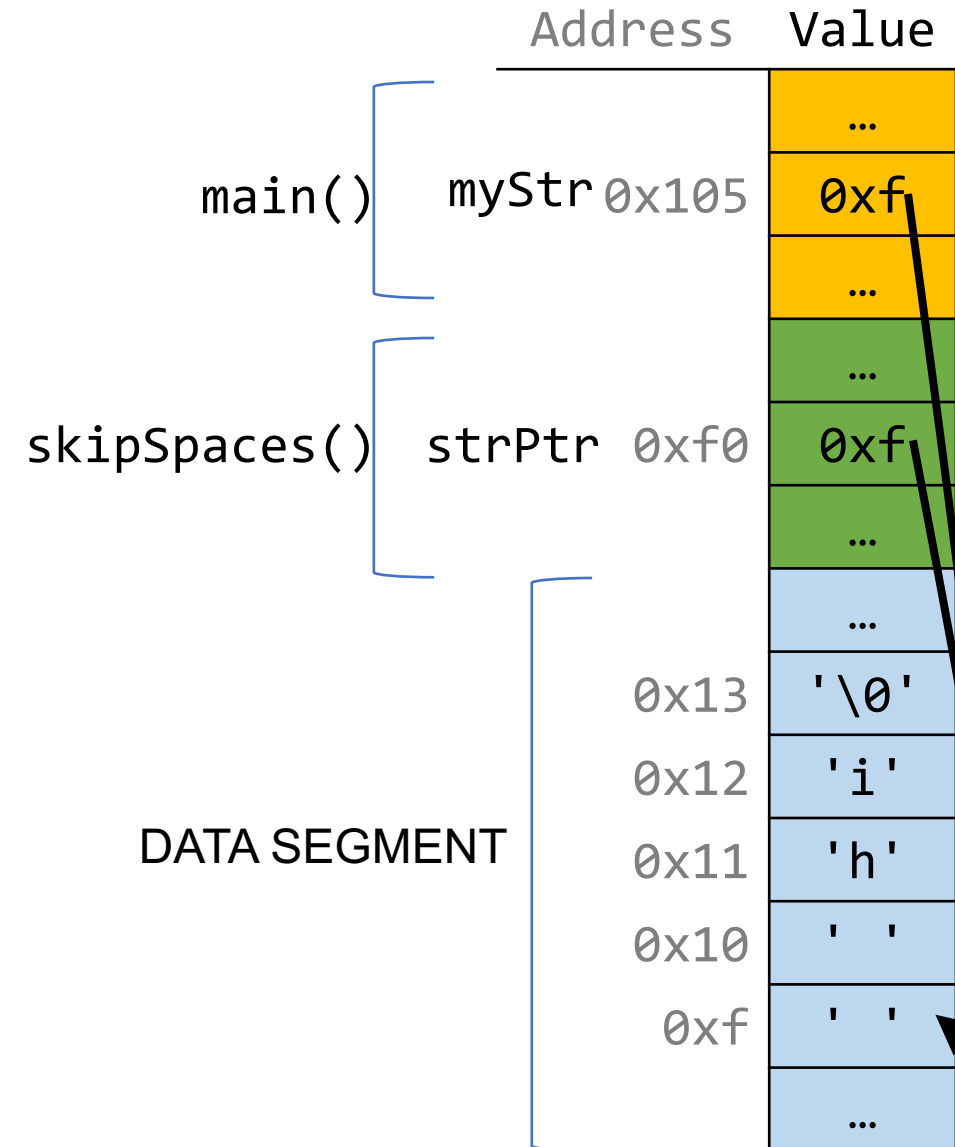 Address Value
…
main() myStr 0x105 0xf
…
…
skipSpaces() strPtr 0xf0 0xf
…
…
0x13 '\0'
0x12 'i'
DATA SEGMENT
0x11 'h'
0x10 ' '
0xf ' '
…